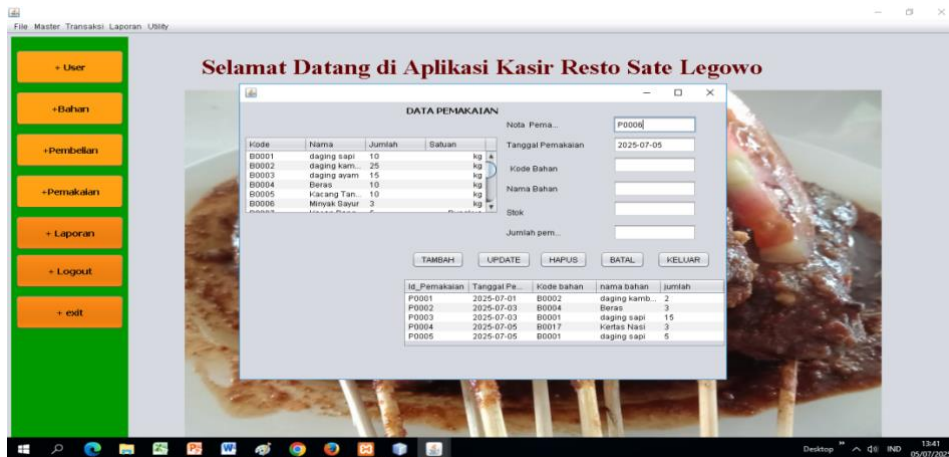 File Master Transaksi Laporan Utility
Selamat Datang di Aplikasi Kasir Resto Sate Legowo
+ User
+Bahan
+Pembelian
+Pemakaian
+ Laporan
+ Logout
+ exit
DATA PEMAKAIAN
Nota Pema... P0006
Tanggal Pemakaian 2025-07-05
Kode Bahan
Nama Bahan
Stok
Jumlah pem...
Kode Nama Jumlah Satuan
B0001 daging sapi 10 kg
B0002 daging kam... 25 kg
B0003 daging ayam 15 kg
B0004 Beras 10 kg
B0005 Kacang Tan... 10 kg
B0006 Minyak Sayur 3 kg
TAMBAH UPDATE HAPUS BATAL KELUAR
Id_Pemakaian Tanggal Pe... Kode bahan nama bahan jumlah
P0001 2025-07-01 B0002 daging kamb... 2
P0002 2025-07-03 B0004 Beras 3
P0003 2025-07-03 B0001 daging sapi 15
P0004 2025-07-05 B0017 Kertas Nasi 3
P0005 2025-07-05 B0001 daging sapi 5
Desktop IND 13:41